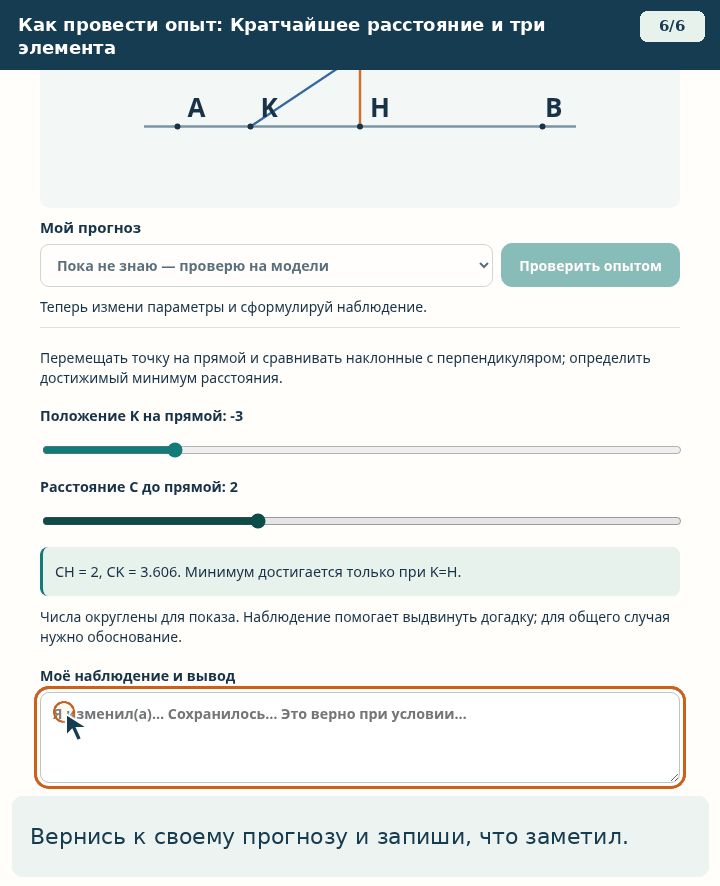 Как провести опыт: Кратчайшее расстояние и три
элемента
6/6
A K H B
Мой прогноз
Пока не знаю — проверю на модели
Проверить опытом
Теперь измени параметры и сформулируй наблюдение.
Перемещать точку на прямой и сравнивать наклонные с перпендикуляром; определить
достижимый минимум расстояния.
Положение K на прямой: -3
Расстояние C до прямой: 2
CH = 2, CK = 3.606. Минимум достигается только при K=H.
Числа округлены для показа. Наблюдение помогает выдвинуть догадку; для общего случая
нужно обоснование.
Моё наблюдение и вывод
Я изменил(а)... Сохранилось... Это верно при условии...
Вернись к своему прогнозу и запиши, что заметил.